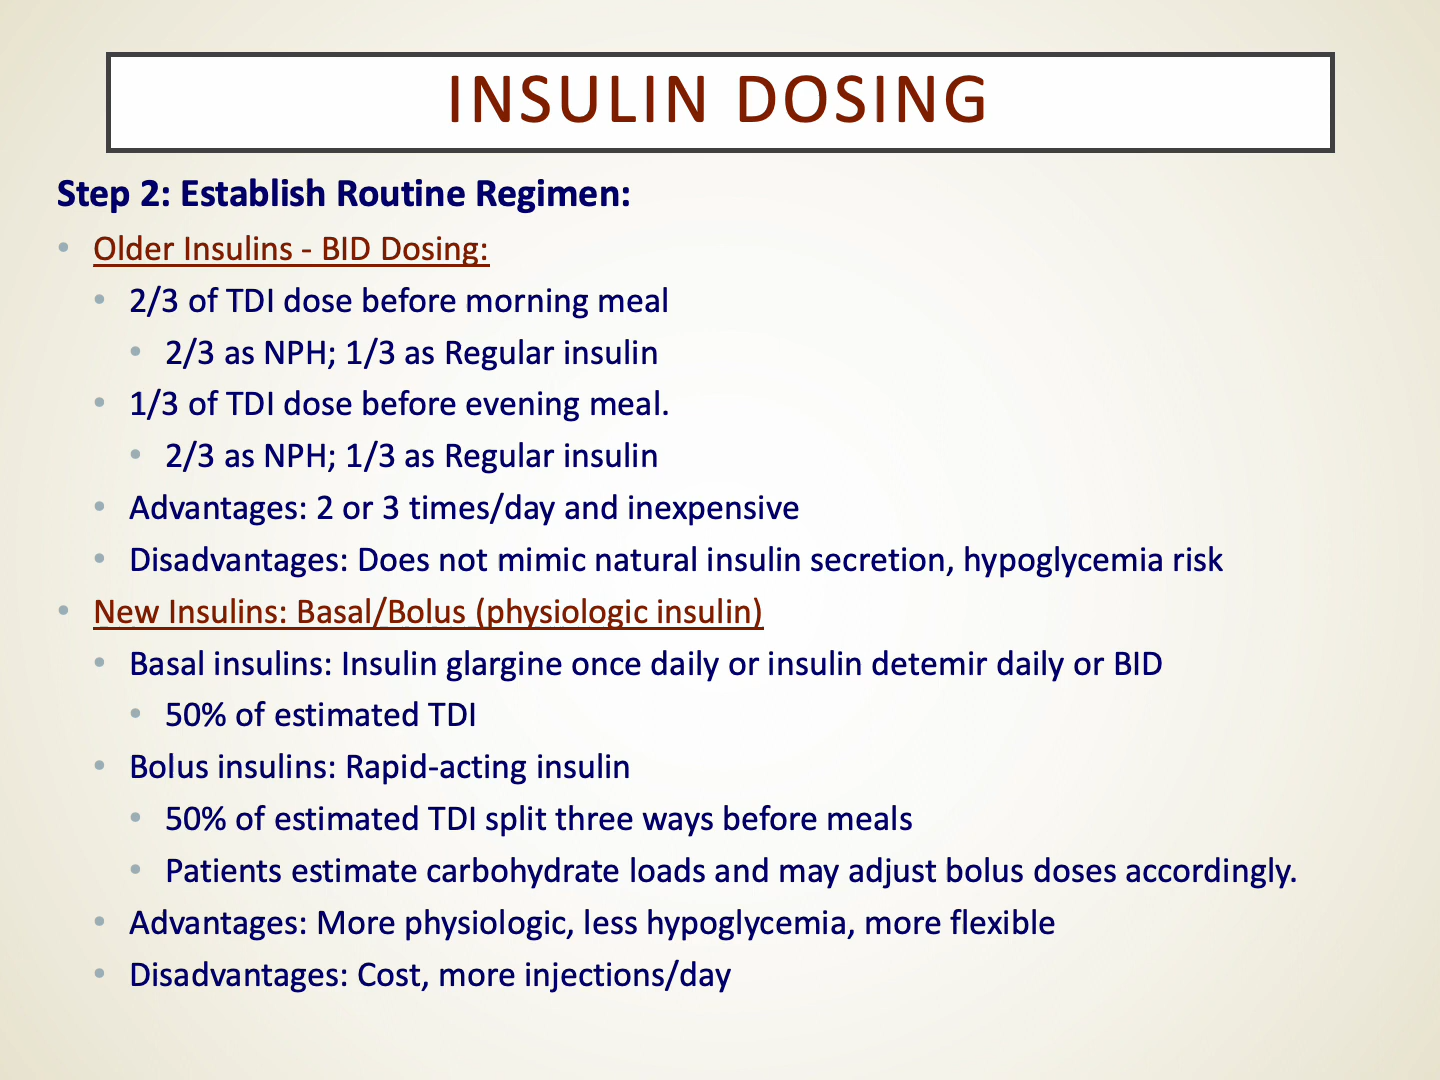 INSULIN DOSING
Step 2: Establish Routine Regimen:
• Older Insulins - BID Dosing:
• 2/3 of TDI dose before morning meal
• 2/3 as NPH; 1/3 as Regular insulin
• 1/3 of TDI dose before evening meal.
• 2/3 as NPH; 1/3 as Regular insulin
• Advantages: 2 or 3 times/day and inexpensive
• Disadvantages: Does not mimic natural insulin secretion, hypoglycemia risk
• New Insulins: Basal/Bolus (physiologic insulin)
• Basal insulins: Insulin glargine once daily or insulin detemir daily or BID
• 50% of estimated TDI
• Bolus insulins: Rapid-acting insulin
• 50% of estimated TDI split three ways before meals
• Patients estimate carbohydrate loads and may adjust bolus doses accordingly.
• Advantages: More physiologic, less hypoglycemia, more flexible
• Disadvantages: Cost, more injections/day